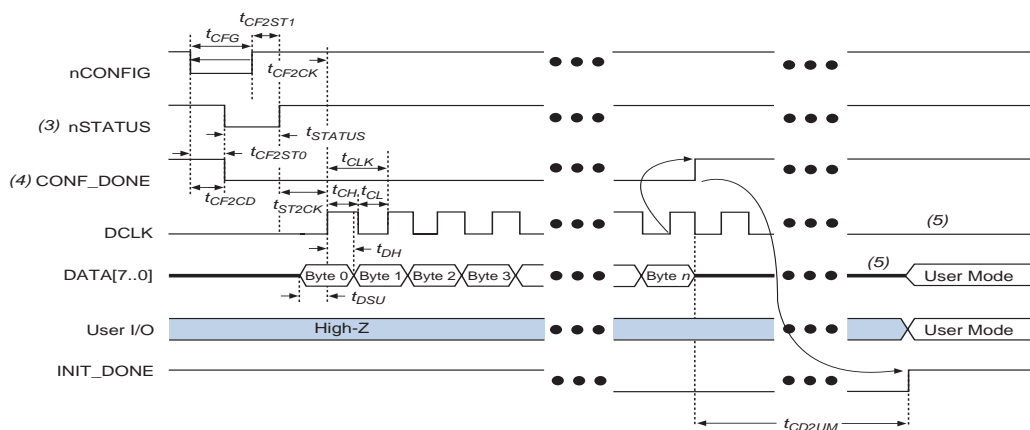 tCF2ST1
tCFG
nCONFIG
tCF2CK
(3) nSTATUS
tSTATUS
tCF2ST0
tCLK
(4) CONF_DONE
tCF2CD
tST2CK
tCH
tCL
DCLK
(5)
tDH
DATA[7..0]
Byte 0 Byte 1 Byte 2 Byte 3 Byte n
(5)
User Mode
tDSU
User I/O
High-Z
User Mode
INIT_DONE
tCD2UM